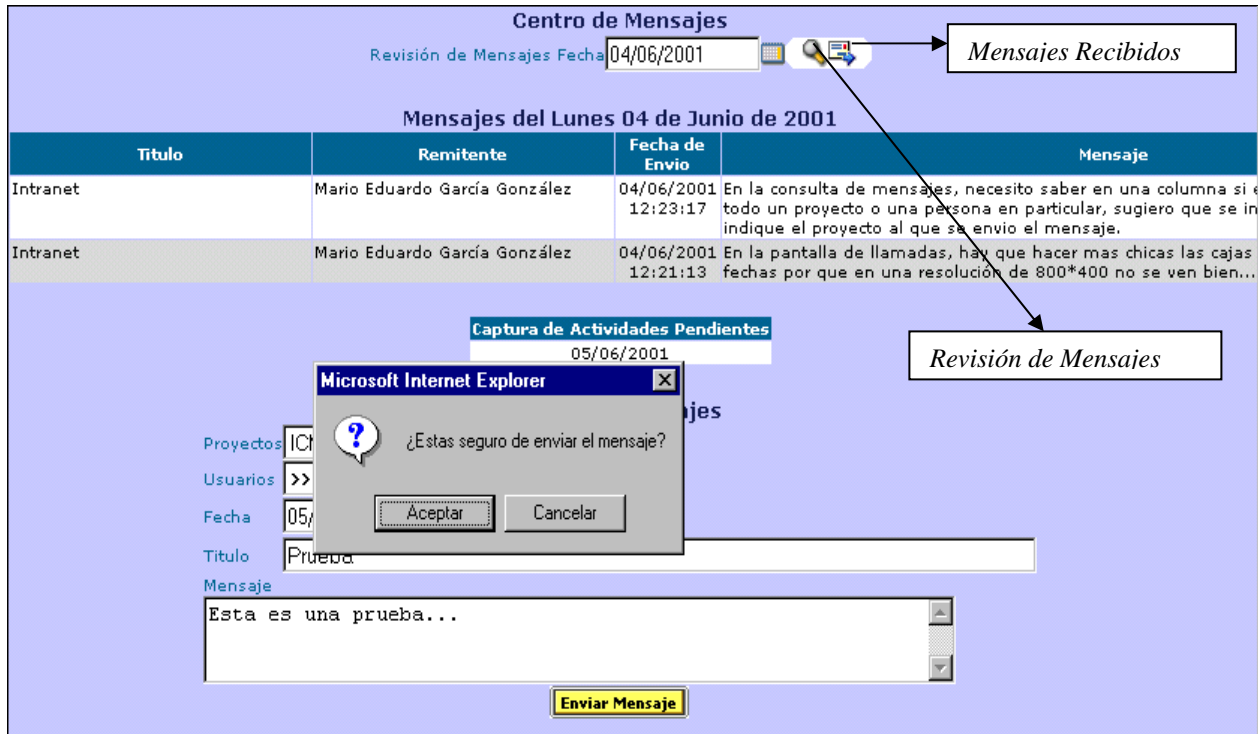 Centro de Mensajes
Revisión de Mensajes Fecha 04/06/2001
Mensajes Recibidos
Mensajes del Lunes 04 de Junio de 2001
Titulo Remitente Fecha de Envio Mensaje
Intranet Mario Eduardo García González 04/06/2001 En la consulta de mensajes, necesito saber en una columna si
12:23:17 todo un proyecto o una persona en particular, sugiero que se
indique el proyecto al que se envio el mensaje.
Intranet Mario Eduardo García González 04/06/2001 En la pantalla de llamadas, hay que hacer mas chicas las cajas
12:21:13 fechas por que en una resolución de 800*400 no se ven bien...
Captura de Actividades Pendientes
05/06/2001
Revisión de Mensajes
Microsoft Internet Explorer
¿Estas seguro de enviar el mensaje?
Aceptar Cancelar
Proyectos
Usuarios >>
Fecha 05/
Titulo Prueba
Mensaje
Esta es una prueba...
Enviar Mensaje